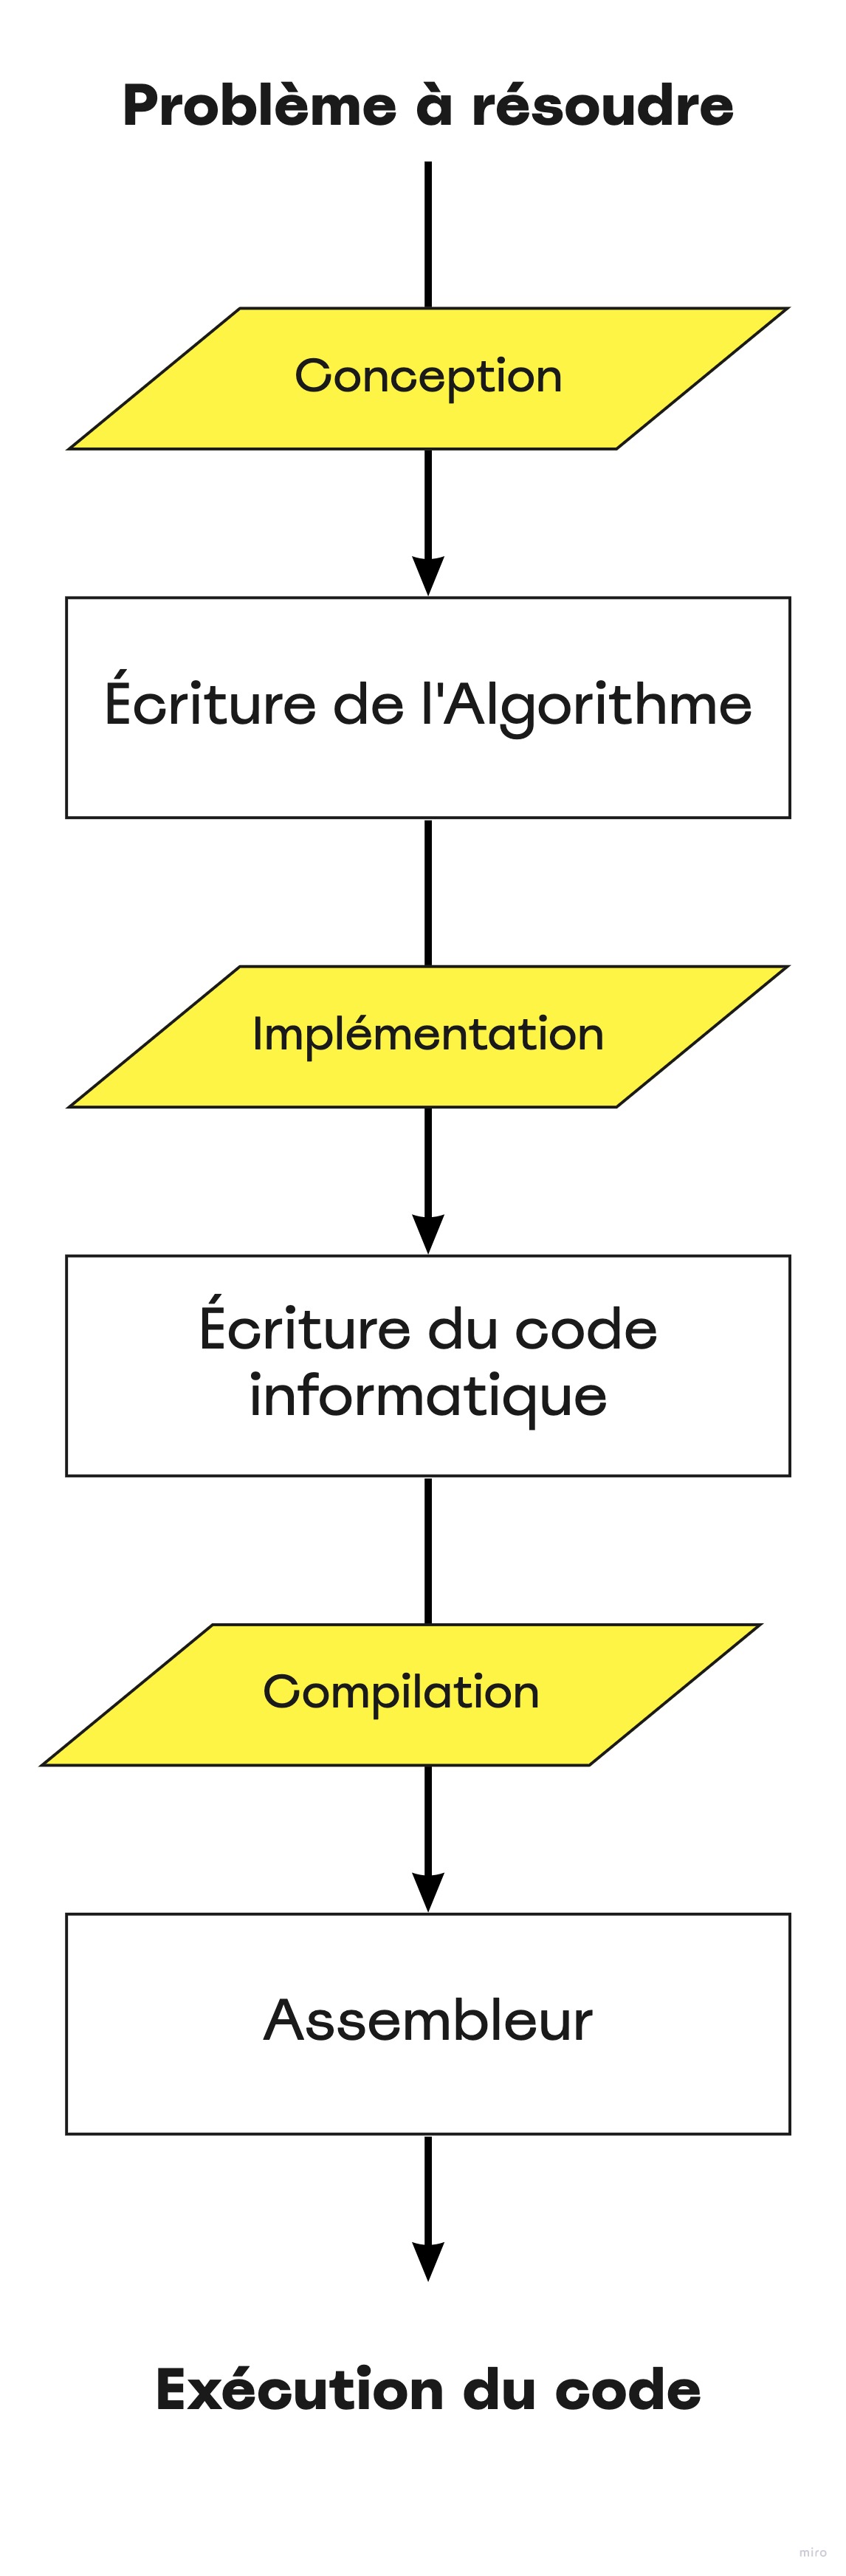 Problème à résoudre
Conception
Écriture de l'Algorithme
Implémentation
Écriture du code
informatique
Compilation
Assembleur
Exécution du code
miro